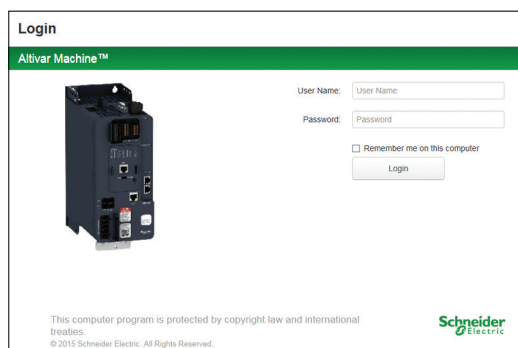 Login
Altivar Machine™
User Name:
User Name
Password:
Password
Remember me on this computer
Login
This computer program is protected by copyright law and international
treaties.
© 2015 Schneider Electric. All Rights Reserved.
Schneider
Electric